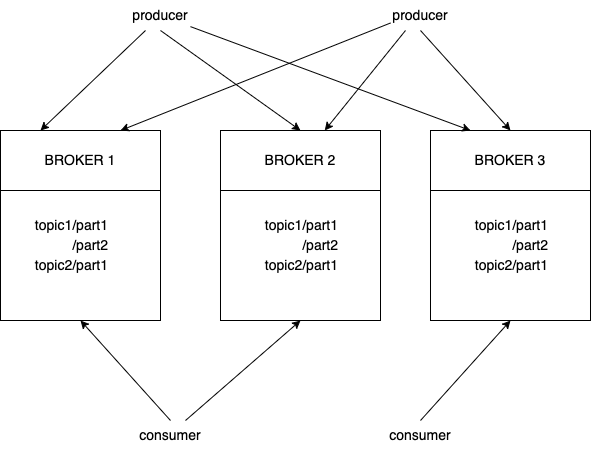 producer
producer
BROKER 1
BROKER 2
BROKER 3
topic1/part1
/part2
topic2/part1
topic1/part1
/part2
topic2/part1
topic1/part1
/part2
topic2/part1
consumer
consumer